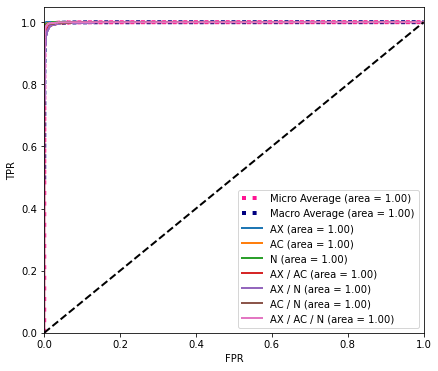 1.0
0.8
0.6
0.4
0.2
0.0
TPR
Micro Average (area = 1.00)
Macro Average (area = 1.00)
AX (area = 1.00)
AC (area = 1.00)
N (area = 1.00)
AX / AC (area = 1.00)
AX / N (area = 1.00)
AC / N (area = 1.00)
AX / AC / N (area = 1.00)
0.0 0.2 0.4 0.6 0.8 1.0
FPR